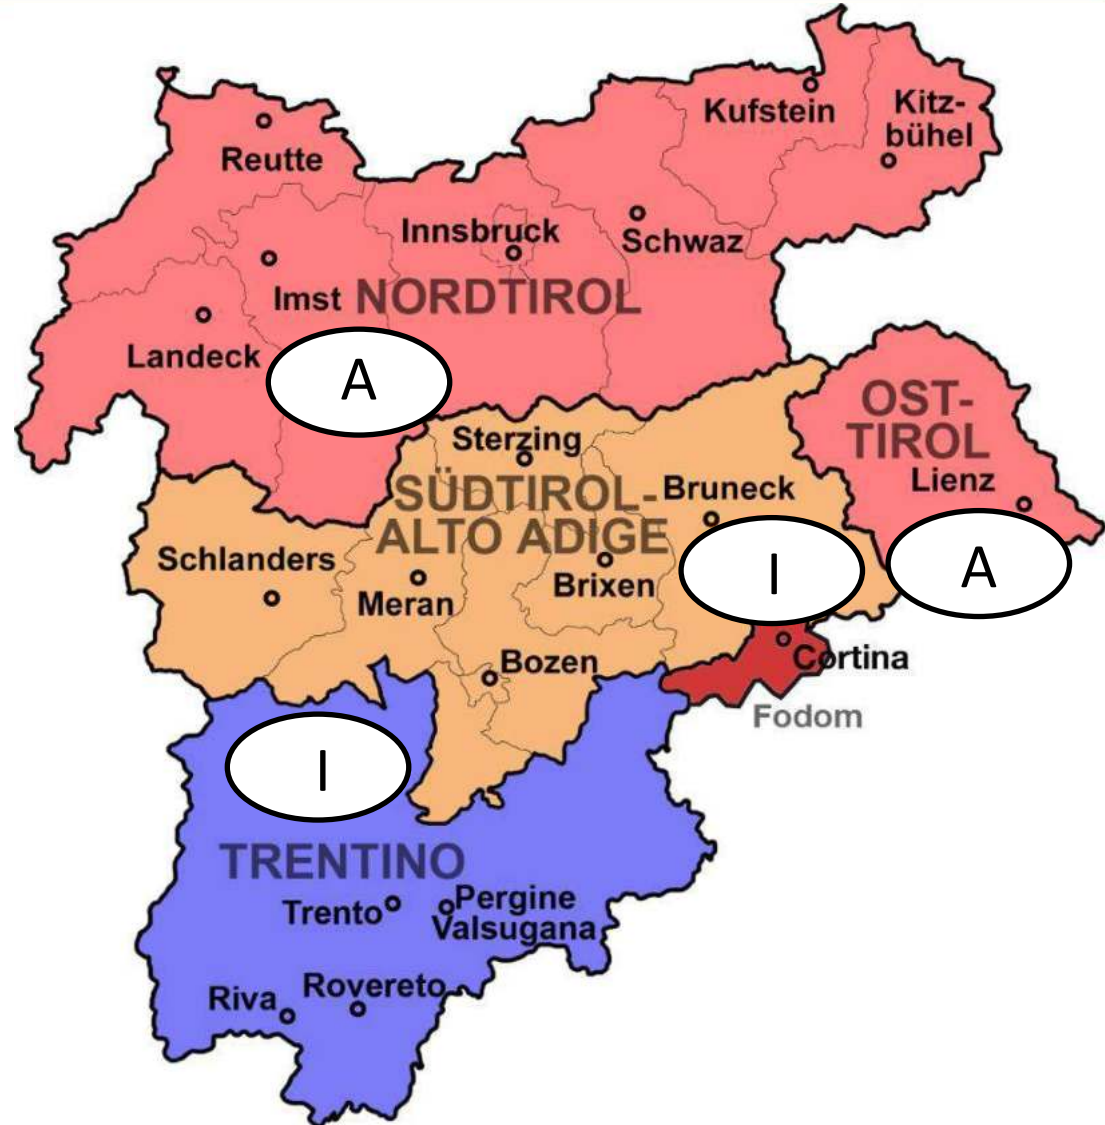 Kufstein
Kitz-
bühel
Reutte
Innsbruck
Schwaz
Imst
NORDTIROL
Landeck
A
OST-
TIROL
Lienz
A
Sterzing
SÜDTIROL-
ALTO ADIGE
Bruneck
Schlanders
Meran
Brixen
I
Bozen
Cortina
Fodom
I
TRENTINO
Trento
Pergine
Valsugana
Riva
Rovereto